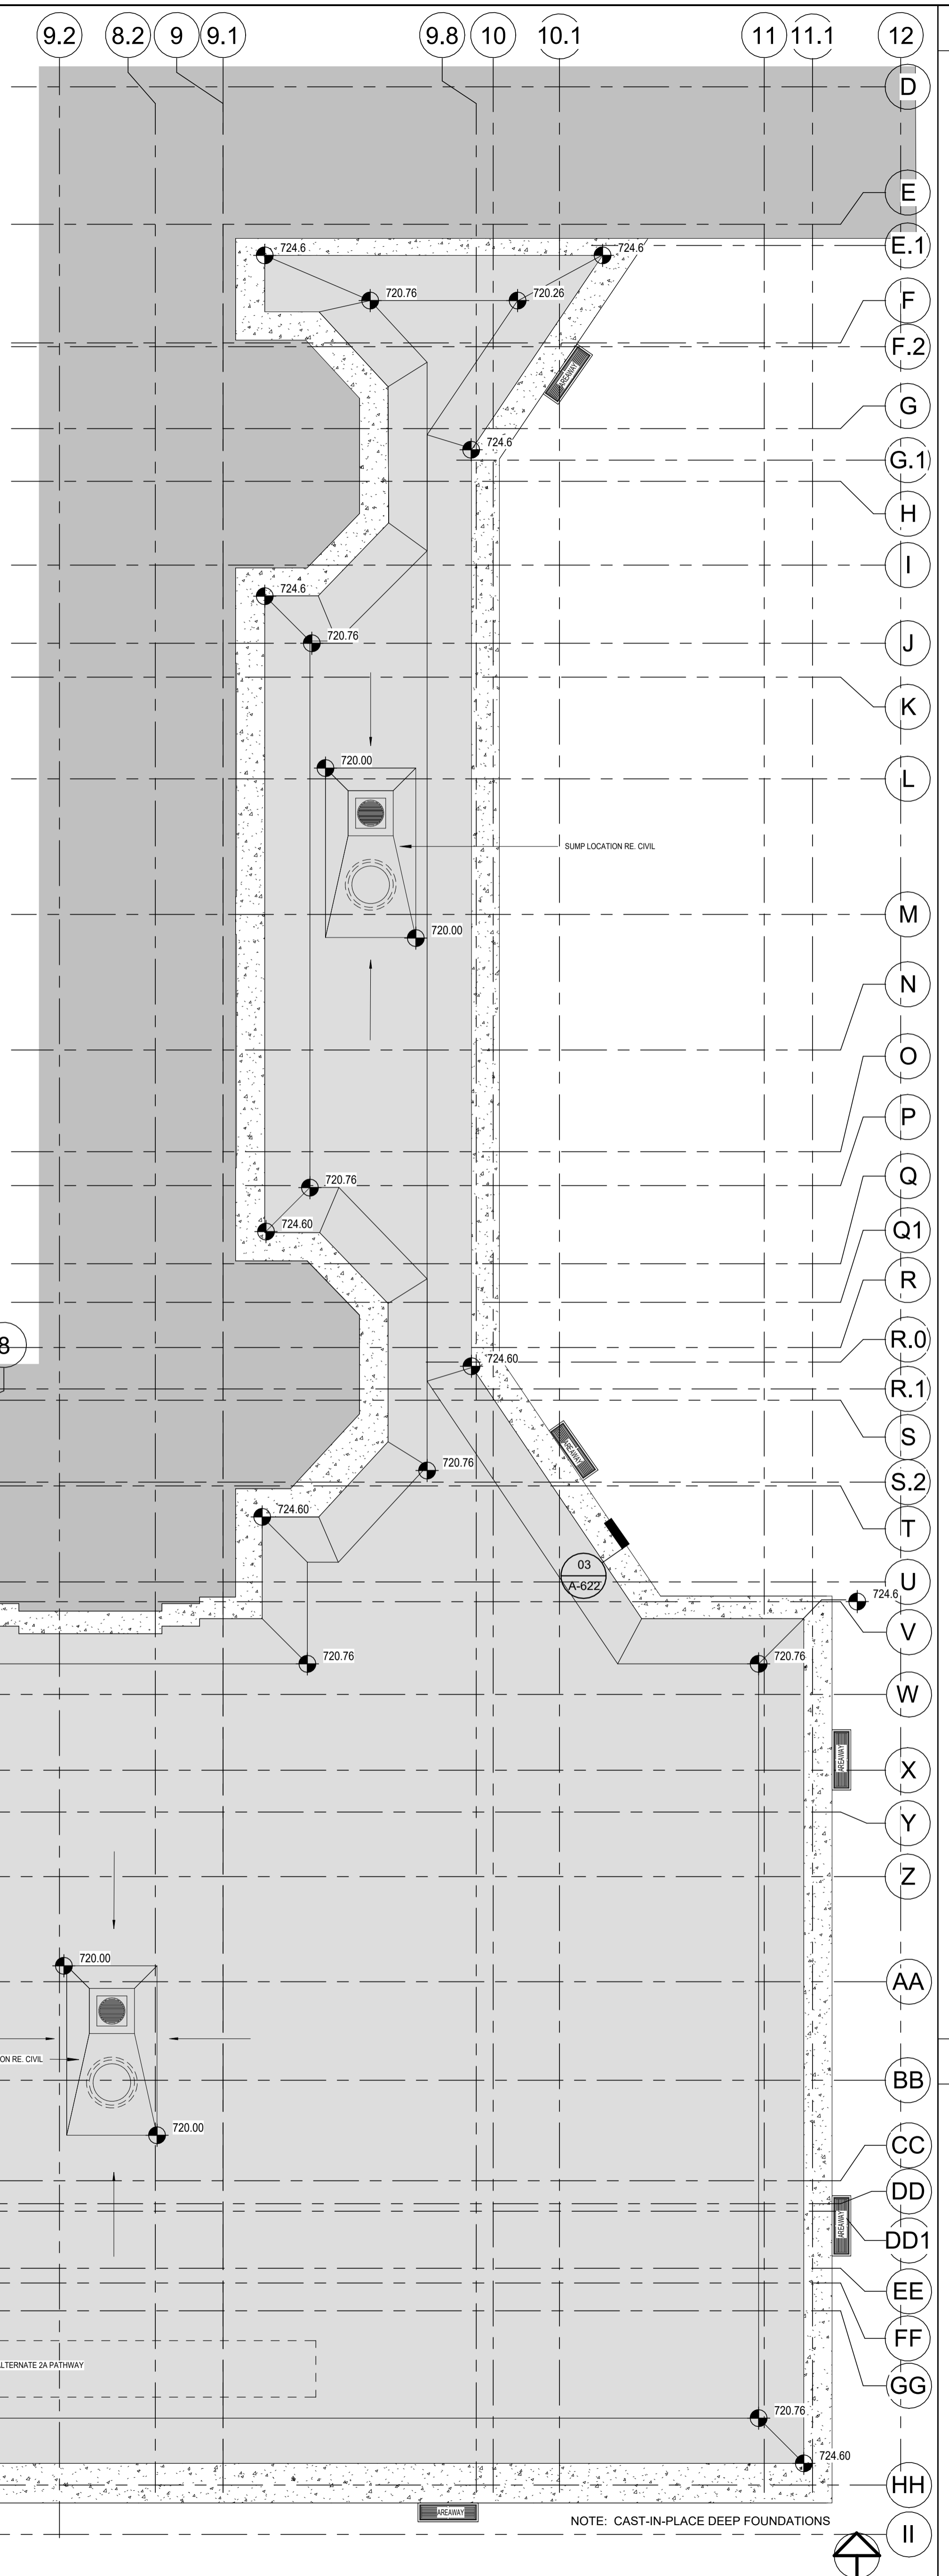 9.2 8.2 9 9.1 9.8 10 10.1 11 11.1 12
D
E
E.1
724.6 724.6
720.76 720.26
F
F.2
AREAWAY
G
724.6
G.1
H
I
724.6
720.76
J
K
720.00
L
SUMP LOCATION RE. CIVIL
M
720.00
N
O
P
720.76
Q
724.60
Q1
R
8
R.0
724.60
R.1
S
AREAWAY
720.76
S.2
724.60
T
03
A-622
U
724.6
V
720.76 720.76
W
AREAWAY
X
Y
Z
720.00
AA
ON RE. CIVIL
BB
720.00
CC
DD
AREAWAY
DD1
EE
FF
LTERNATE 2A PATHWAY
GG
720.76
724.60
HH
AREAWAY
NOTE: CAST-IN-PLACE DEEP FOUNDATIONS
II